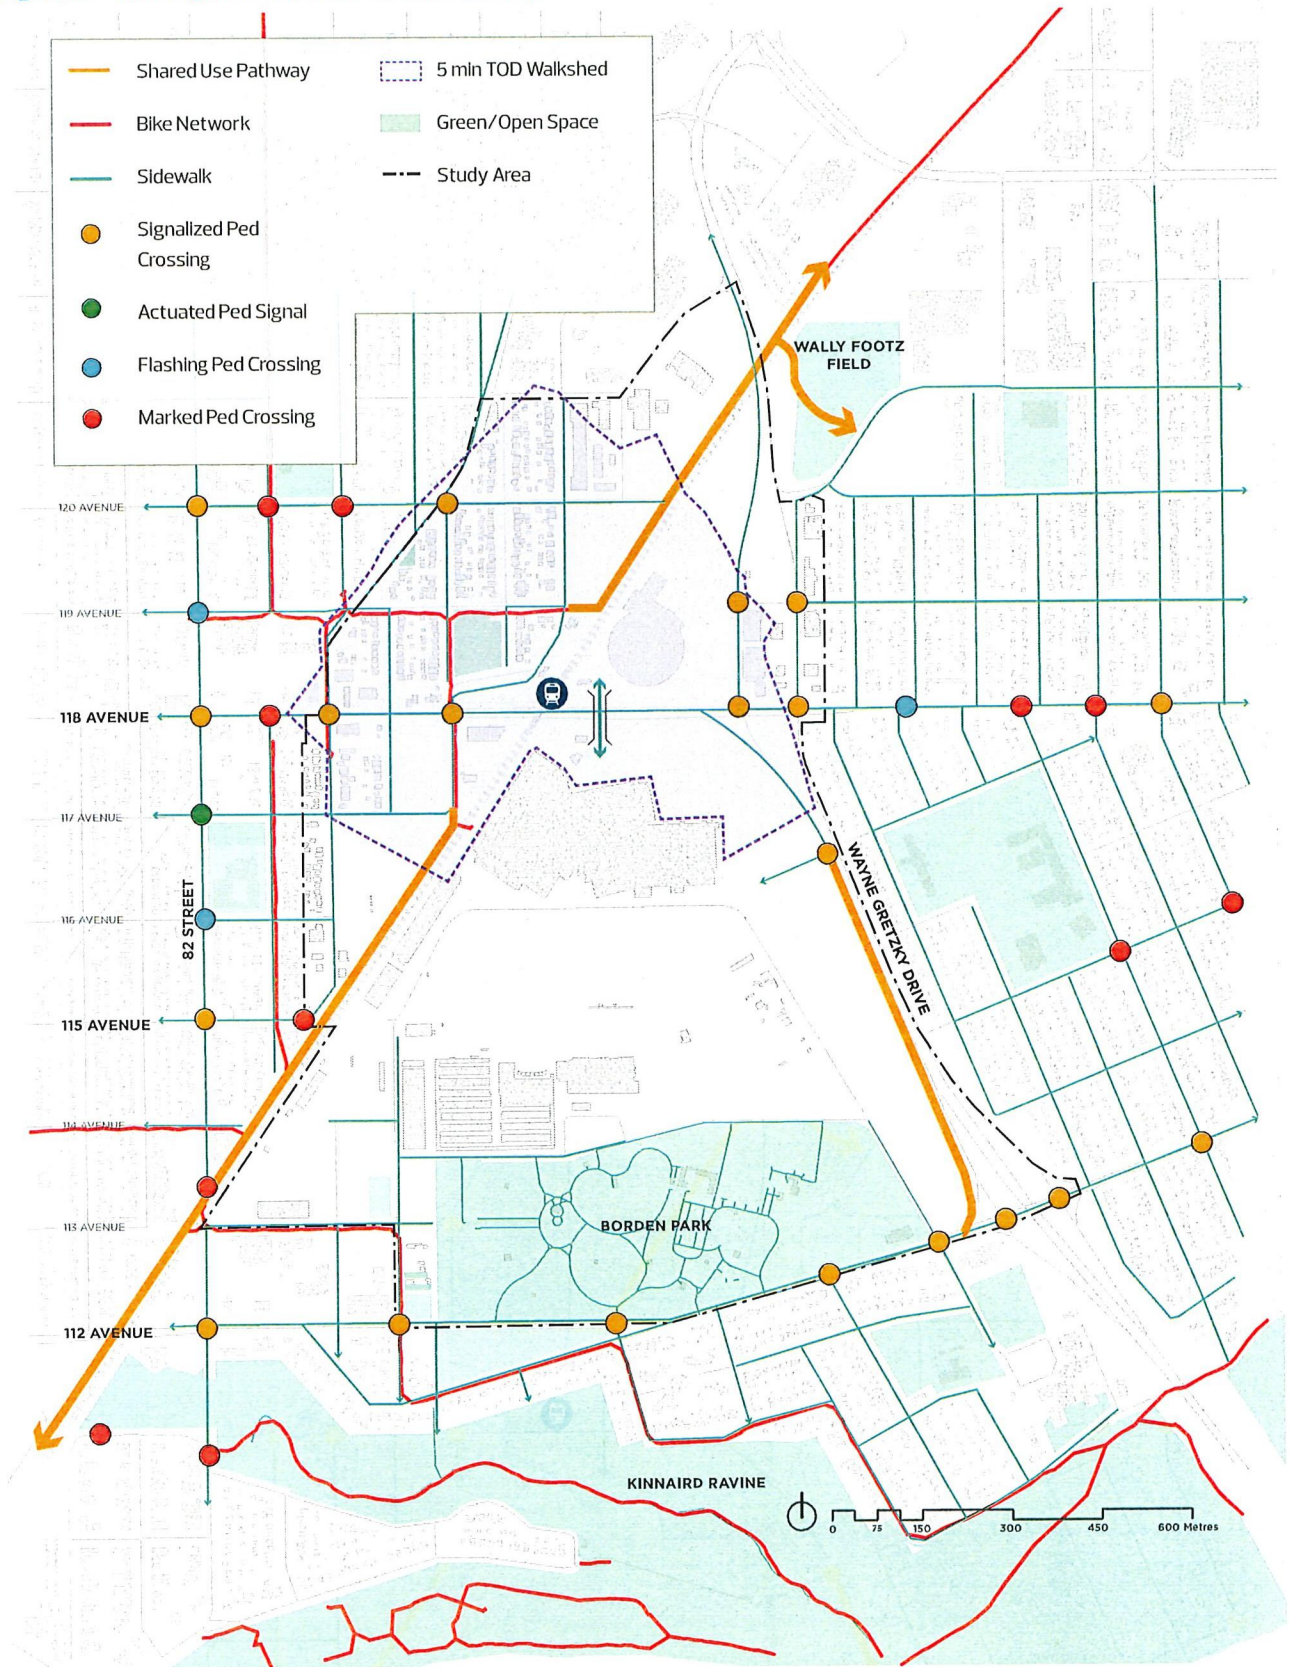 Shared Use Pathway
Bike Network
Sidewalk
Signalized Ped
Crossing
Actuated Ped Signal
Flashing Ped Crossing
Marked Ped Crossing
5 min TOD Walkshed
Green/Open Space
Study Area
WALLY FOOTZ
FIELD
120 AVENUE
119 AVENUE
118 AVENUE
117 AVENUE
116 AVENUE
82 STREET
115 AVENUE
114 AVENUE
113 AVENUE
112 AVENUE
WAYNE GRETZKY DRIVE
BORDEN PARK
KINNAIRD RAVINE
0 75 150 300 450 600 Metres